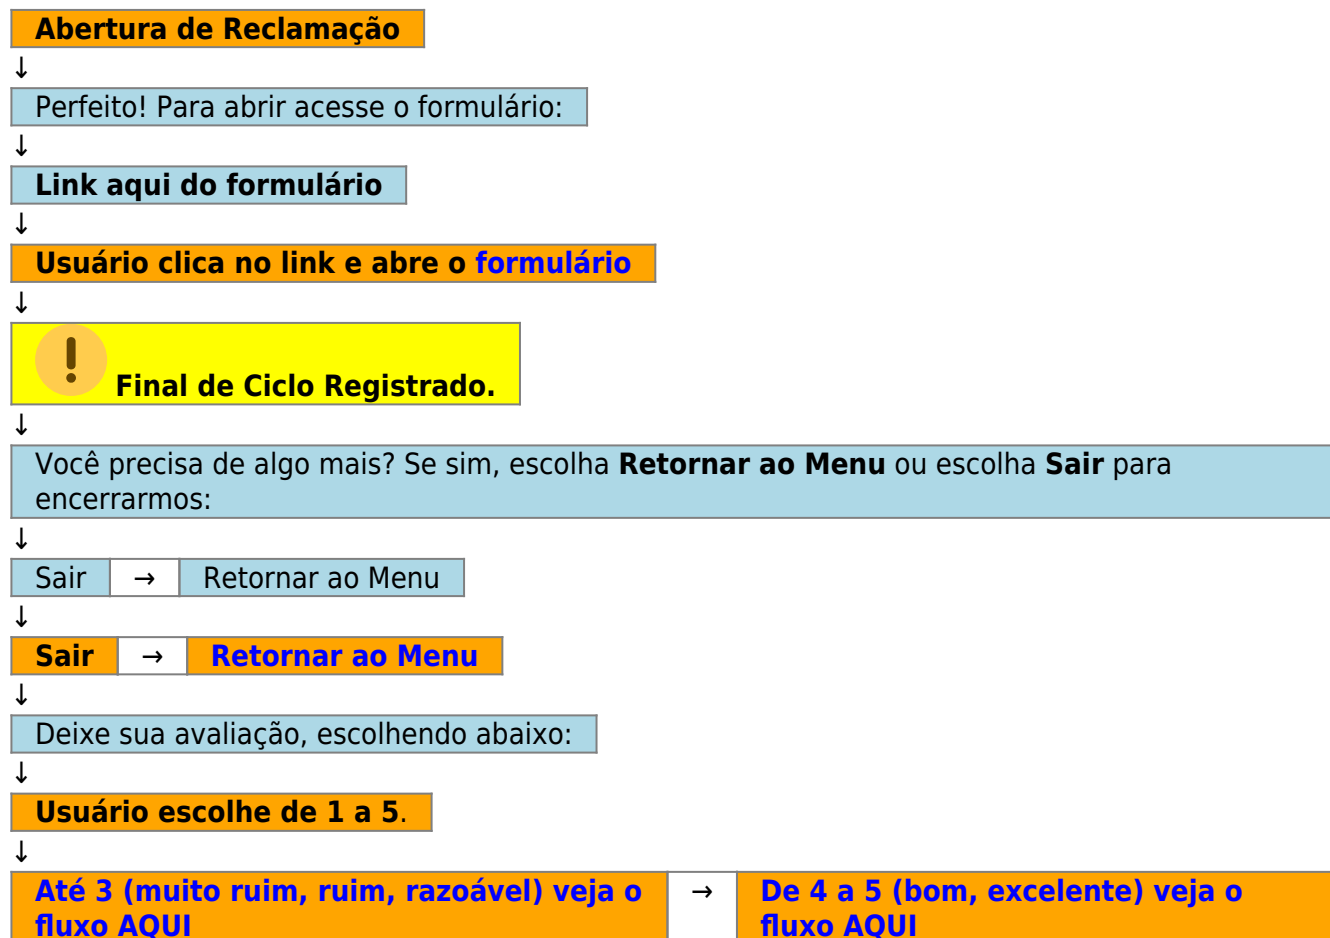 Abertura de Reclamação
↓
Perfeito! Para abrir acesse o formulário:
↓
Link aqui do formulário
↓
Usuário clica no link e abre o formulário
↓
Final de Ciclo Registrado.
↓
Você precisa de algo mais? Se sim, escolha Retornar ao Menu ou escolha Sair para
encerrarmos:
↓
Sair → Retornar ao Menu
↓
Sair → Retornar ao Menu
↓
Deixe sua avaliação, escolhendo abaixo:
↓
Usuário escolhe de 1 a 5.
↓
Até 3 (muito ruim, ruim, razoável) veja o → De 4 a 5 (bom, excelente) veja o
fluxo AQUI fluxo AQUI